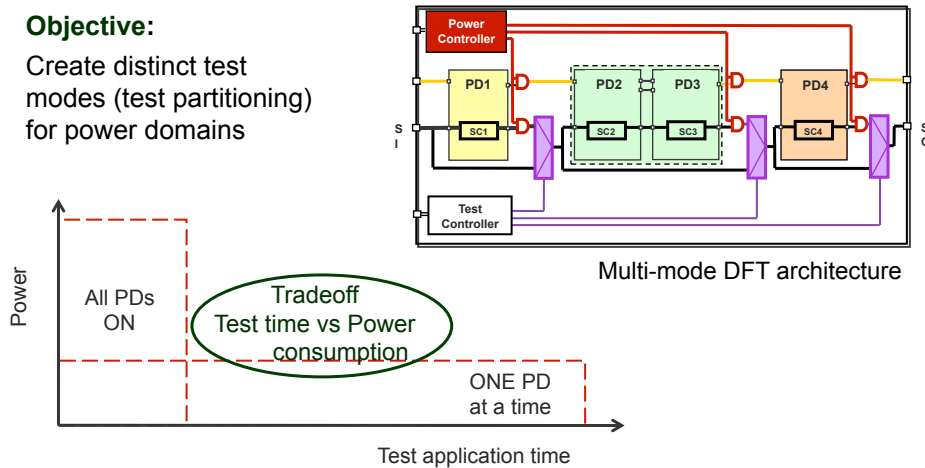 Objective:
Create distinct test
modes (test partitioning)
for power domains
Power
Controller
PD1
PD2
PD3
PD4
S
I
SC1
SC2
SC3
SC4
S
O
Test
Controller
Multi-mode DFT architecture
Power
All PDs
ON
Tradeoff
Test time vs Power
consumption
ONE PD
at a time
Test application time